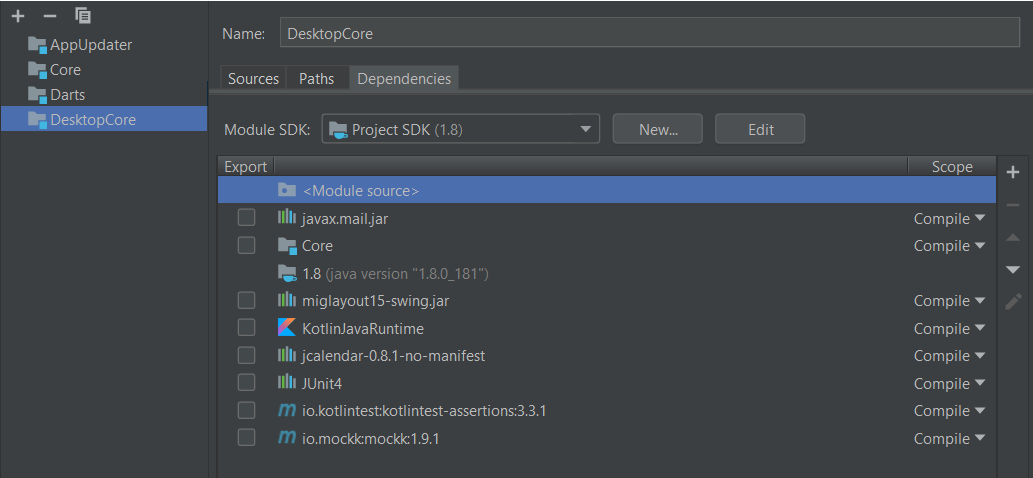 AppUpdater
Core
Darts
DesktopCore
Name: DesktopCore
Sources Paths Dependencies
Module SDK: Project SDK (1.8) New... Edit
Export Scope
<Module source>
javax.mail.jar Compile
Core Compile
1.8 (java version "1.8.0_181")
miglayout15-swing.jar Compile
KotlinJavaRuntime Compile
jcalendar-0.8.1-no-manifest Compile
JUnit4 Compile
m io.kotlintest:kotlintest-assertions:3.3.1 Compile
m io.mockk:mockk:1.9.1 Compile